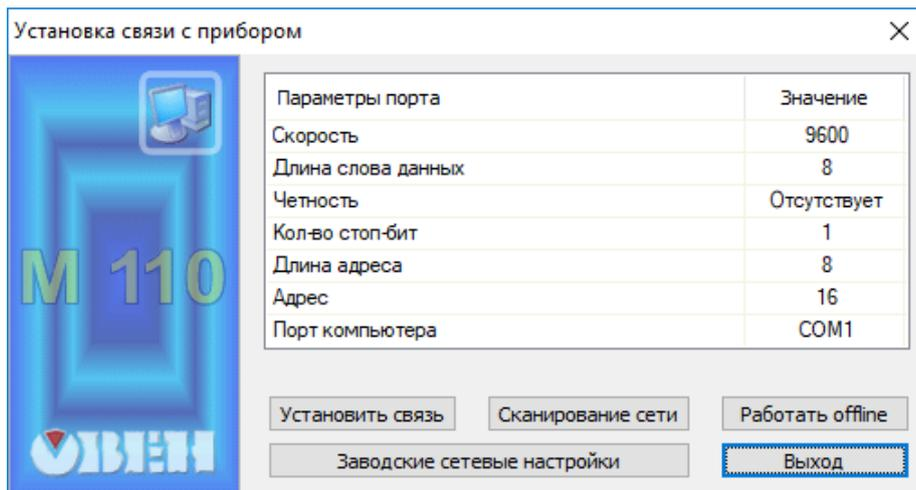 Установка связи с прибором
М 110
ОВЕН
Параметры порта Значение
Скорость 9600
Длина слова данных 8
Четность Отсутствует
Кол-во стоп-бит 1
Длина адреса 8
Адрес 16
Порт компьютера COM1
Установить связь Сканирование сети Работать offline
Заводские сетевые настройки Выход